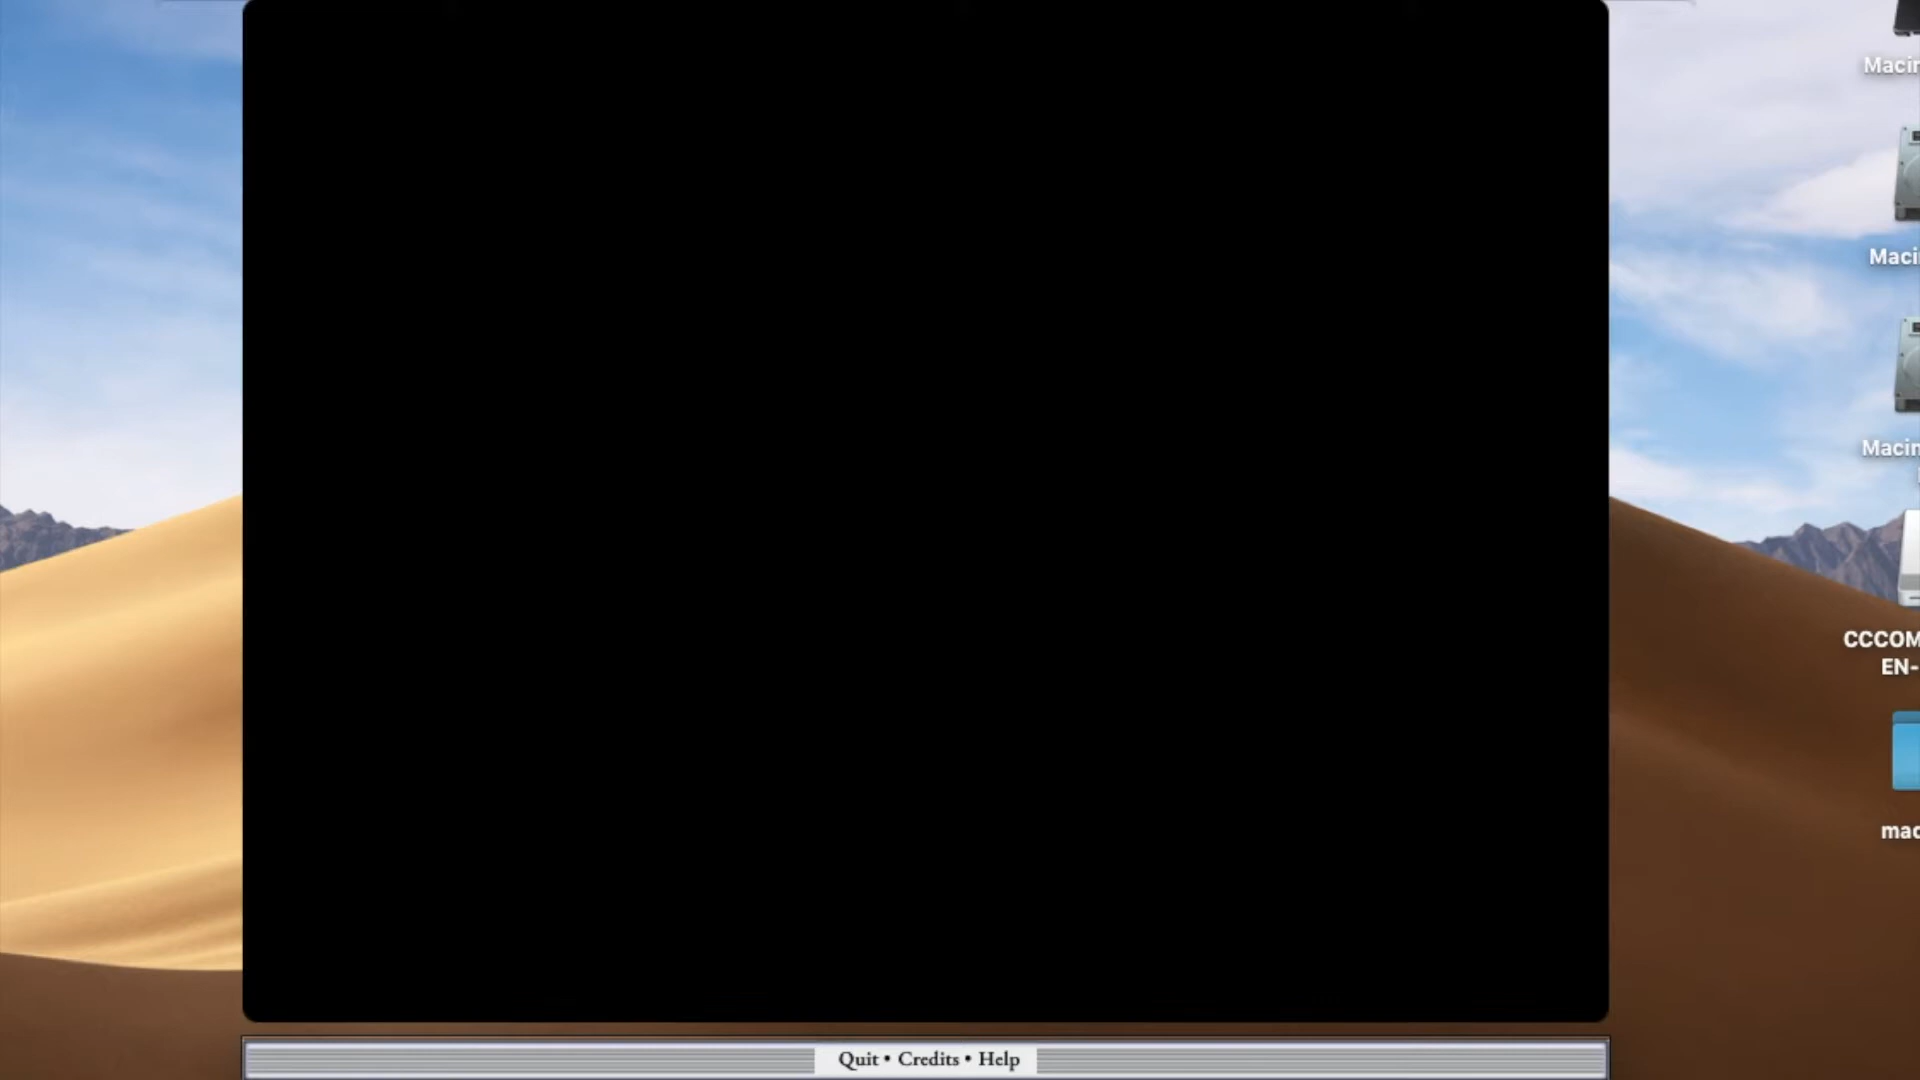 Macin
Maci
Macin
CCCOM
EN-
mac
Quit • Credits • Help